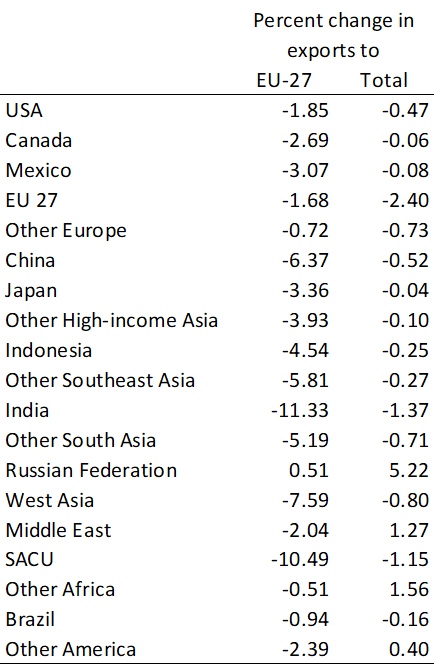 Percent change in
exports to
EU-27 Total
USA -1.85 -0.47
Canada -2.69 -0.06
Mexico -3.07 -0.08
EU 27 -1.68 -2.40
Other Europe -0.72 -0.73
China -6.37 -0.52
Japan -3.36 -0.04
Other High-income Asia -3.93 -0.10
Indonesia -4.54 -0.25
Other Southeast Asia -5.81 -0.27
India -11.33 -1.37
Other South Asia -5.19 -0.71
Russian Federation 0.51 5.22
West Asia -7.59 -0.80
Middle East -2.04 1.27
SACU -10.49 -1.15
Other Africa -0.51 1.56
Brazil -0.94 -0.16
Other America -2.39 0.40